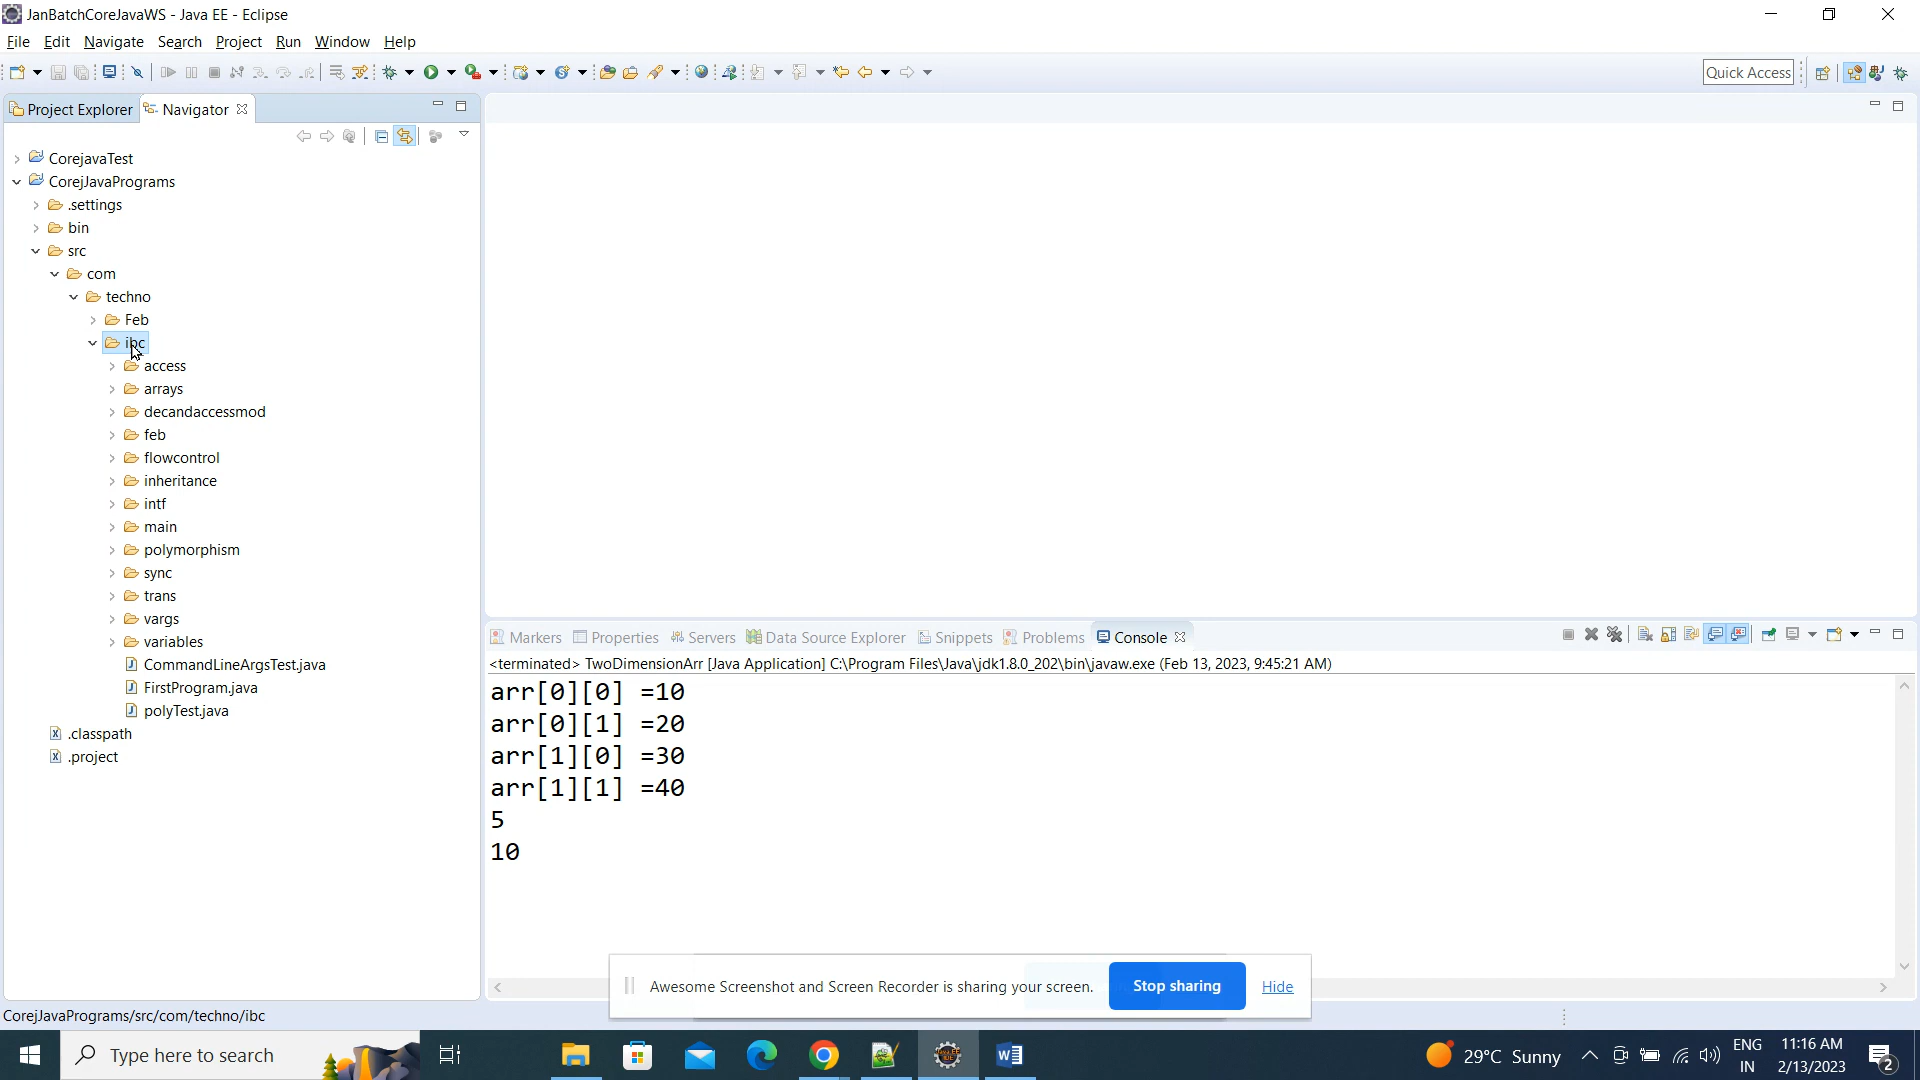 JanBatchCoreJavaWS - Java EE - Eclipse
File Edit Navigate Search Project Run Window Help
Quick Access
Project Explorer Navigator
CorejavaTest
CorejJavaPrograms
.settings
bin
src
com
techno
Feb
ibc
access
arrays
decandaccessmod
feb
flowcontrol
inheritance
intf
main
polymorphism
sync
trans
vargs
variables
CommandLineArgsTest.java
FirstProgram.java
polyTest.java
.classpath
.project
Markers Properties Servers Data Source Explorer Snippets Problems Console
<terminated> TwoDimensionArr [Java Application] C:\Program Files\Java\jdk1.8.0_202\bin\javaw.exe (Feb 13, 2023, 9:45:21 AM)
arr[0][0] =10
arr[0][1] =20
arr[1][0] =30
arr[1][1] =40
5
10
Awesome Screenshot and Screen Recorder is sharing your screen. Stop sharing Hide
CorejJavaPrograms/src/com/techno/ibc
Type here to search
29°C Sunny
ENG
IN
11:16 AM
2/13/2023
2